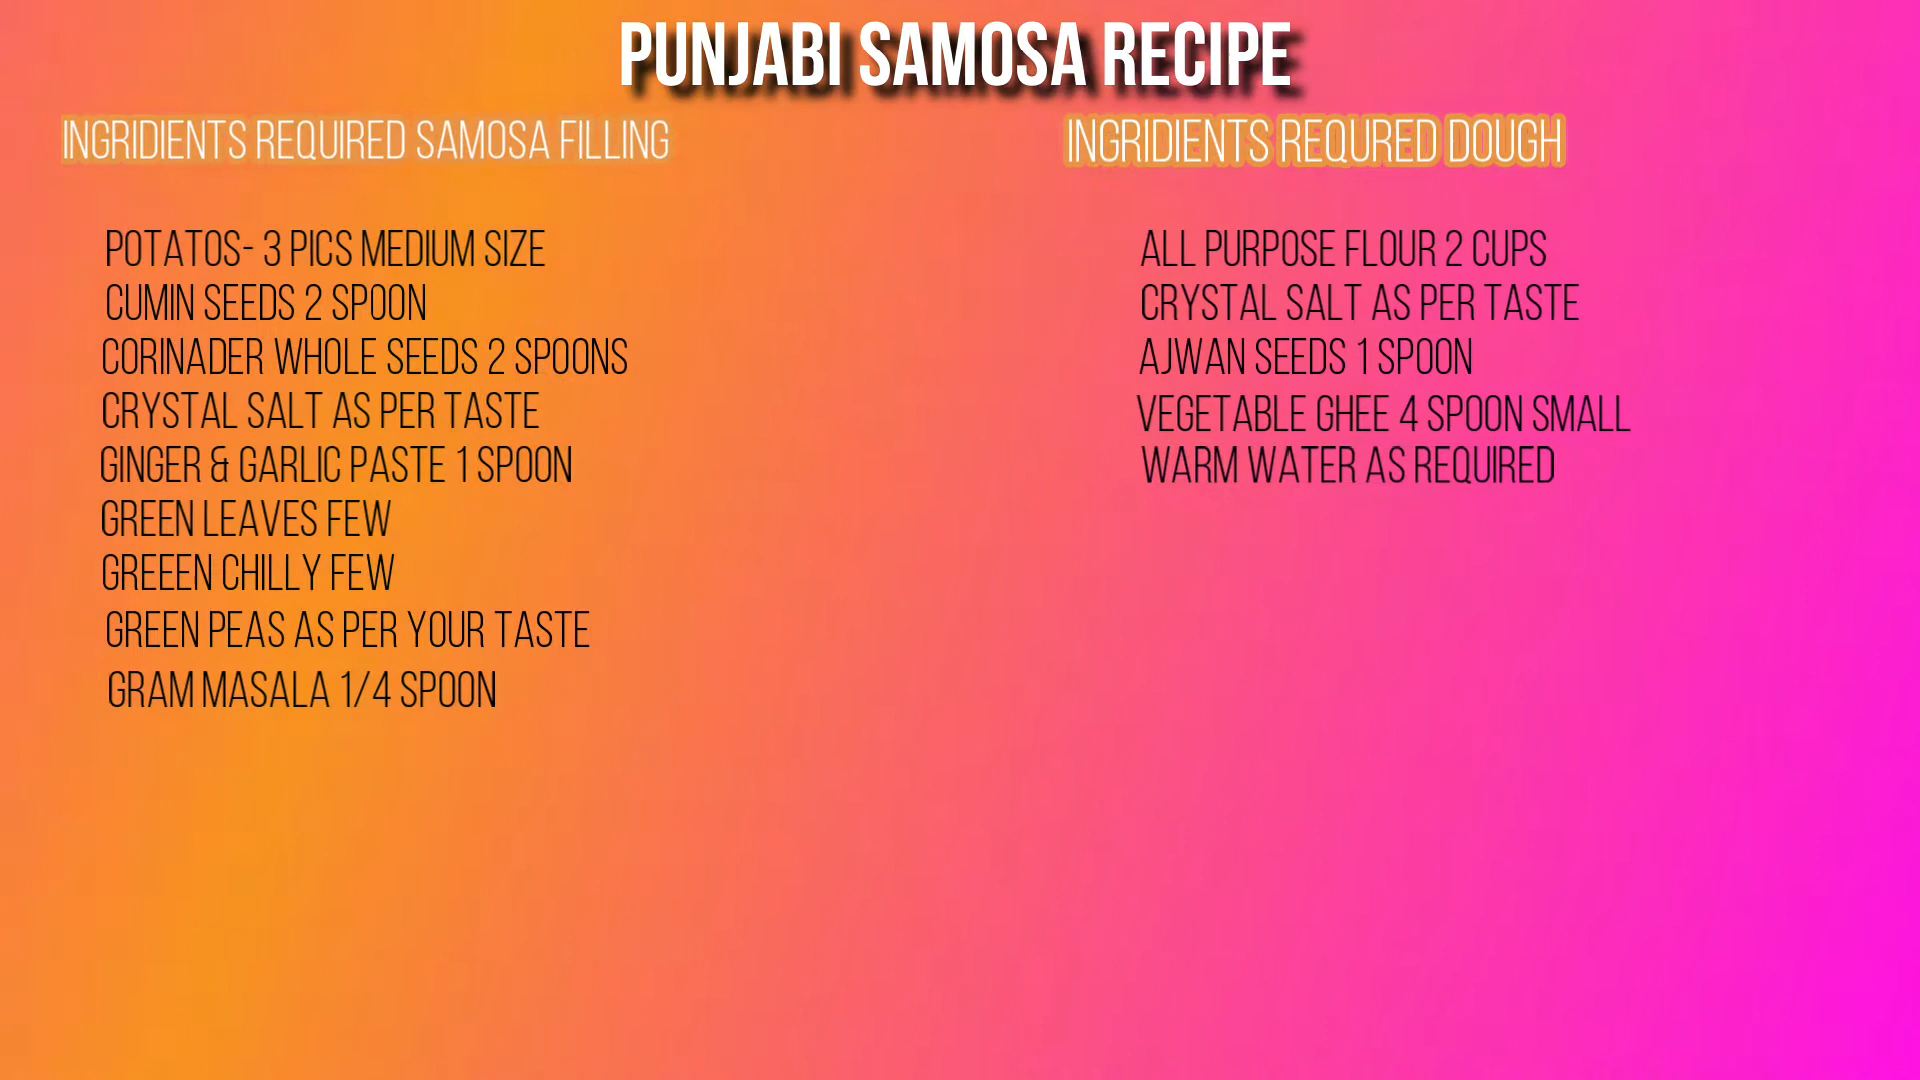 PUNJABI SAMOSA RECIPE
INGRIDIENTS REQUIRED SAMOSA FILLING
POTATOS- 3 PICS MEDIUM SIZE
CUMIN SEEDS 2 SPOON
CORINADER WHOLE SEEDS 2 SPOONS
CRYSTAL SALT AS PER TASTE
GINGER & GARLIC PASTE 1 SPOON
GREEN LEAVES FEW
GREEEN CHILLY FEW
GREEN PEAS AS PER YOUR TASTE
GRAM MASALA 1/4 SPOON
INGRIDIENTS REQURED DOUGH
ALL PURPOSE FLOUR 2 CUPS
CRYSTAL SALT AS PER TASTE
AJWAN SEEDS 1 SPOON
VEGETABLE GHEE 4 SPOON SMALL
WARM WATER AS REQUIRED